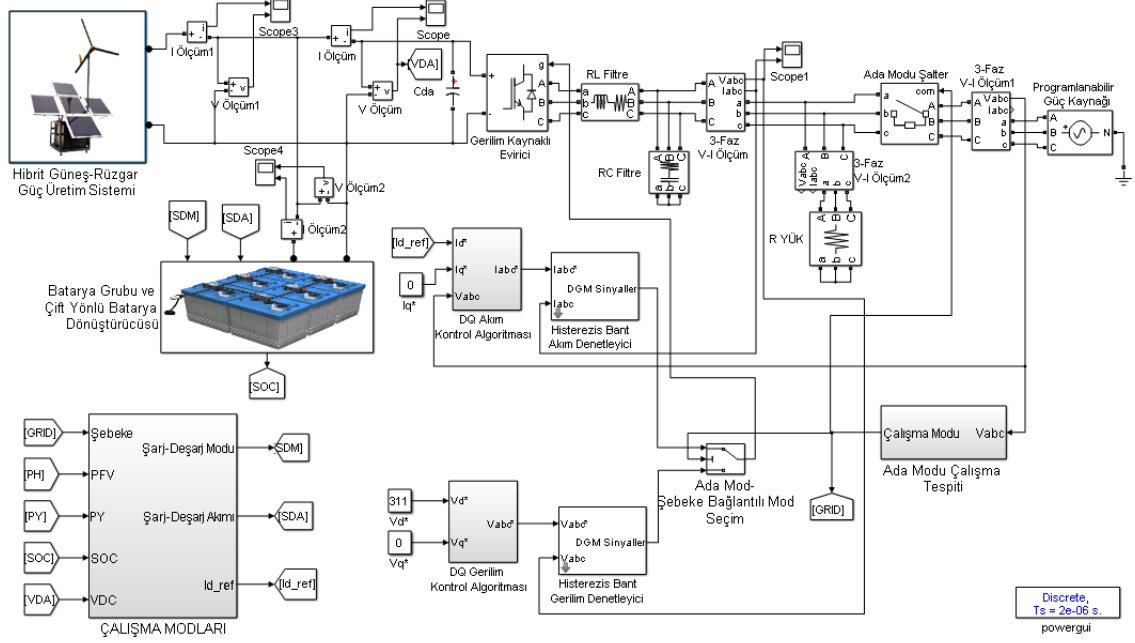 i
+ -
I Ölçüm1
Scope3
i
+ -
I Ölçüm
Scope
+ v
-
V Ölçüm1
+ v
-
V Ölçüm
[VDA]
Cda
Hibrit Güneş-Rüzgar
Güç Üretim Sistemi
g
+
-
A
B
C
Gerilim Kaynaklı
Evirici
RL Filtre
a
b
c
A
B
C
A B C
a b c
RC Filtre
Scope1
A
B
C
Vabc
Iabc
a
b
c
3-Faz
V-I Ölçüm
Ada Modu Şalter
com
a
b
c
A
B
C
3-Faz
V-I Ölçüm1
Vabc
Iabc
A
B
C
a
b
c
Programlanabilir
Güç Kaynağı
A
B
C
N
A B C
Vabc
Iabc
a b c
3-Faz
V-I Ölçüm2
A B C
a b c
R YÜK
Scope4
V Ölçüm2
I Ölçüm2
[SDM]
[SDA]
Batarya Grubu ve
Çift Yönlü Batarya
Dönüştürücüsü
[SOC]
[Id_ref]
0
Iq*
Id*
Iq*
Vabc
Iabc*
DQ Akım
Kontrol Algoritması
Iabc*
Iabc
DGM Sinyaller
Histerezis Bant
Akım Denetleyici
Ada Mod-
Şebeke Bağlantılı Mod
Seçim
Çalışma Modu
Vabc
Ada Modu Çalışma
Tespiti
[GRID]
311
Vd*
0
Vq*
Vd*
Vq*
Vabc*
DQ Gerilim
Kontrol Algoritması
Vabc*
Vabc
DGM Sinyaller
Histerezis Bant
Gerilim Denetleyici
[GRID]
[PH]
[PY]
[SOC]
[VDA]
Şebeke
PFV
PY
SOC
VDC
Şarj-Deşarj Modu
Şarj-Deşarj Akımı
Id_ref
[SDM]
[SDA]
[Id_ref]
ÇALIŞMA MODLARI
Discrete,
Ts = 2e-06 s.
powergui